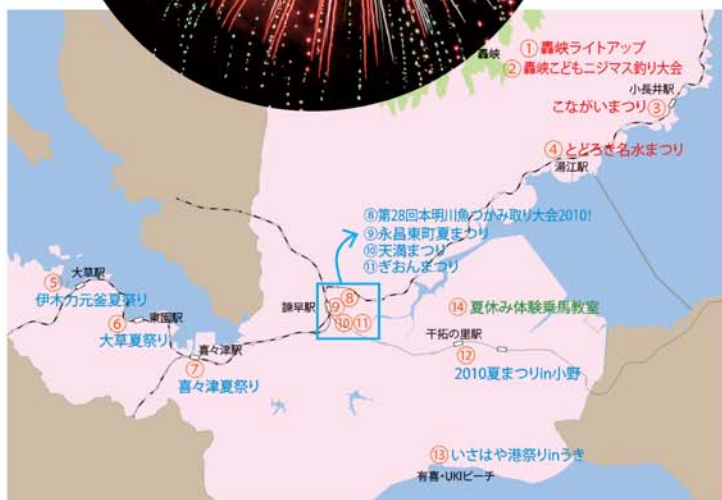 ① 轟峡ライトアップ
轟峡
② 轟峡こどもニジマス釣り大会
小長井駅
こながいまつり ③
④ とどろき名水まつり
湯江駅
⑧第28回本明川魚つかみ取り大会2010!
⑨永昌東町夏まつり
⑩天満まつり
⑪ぎおんまつり
⑤ 大草駅
伊木力元釜夏祭り
諫早駅
⑧
⑨
⑩ ⑪
⑭ 夏休み体験乗馬教室
⑥ 東園駅
大草夏祭り
干拓の里駅
喜々津駅
⑫
⑦
2010夏まつりin小野
喜々津夏祭り
⑬ いさはや港祭りinうき
有喜・UKIビーチ